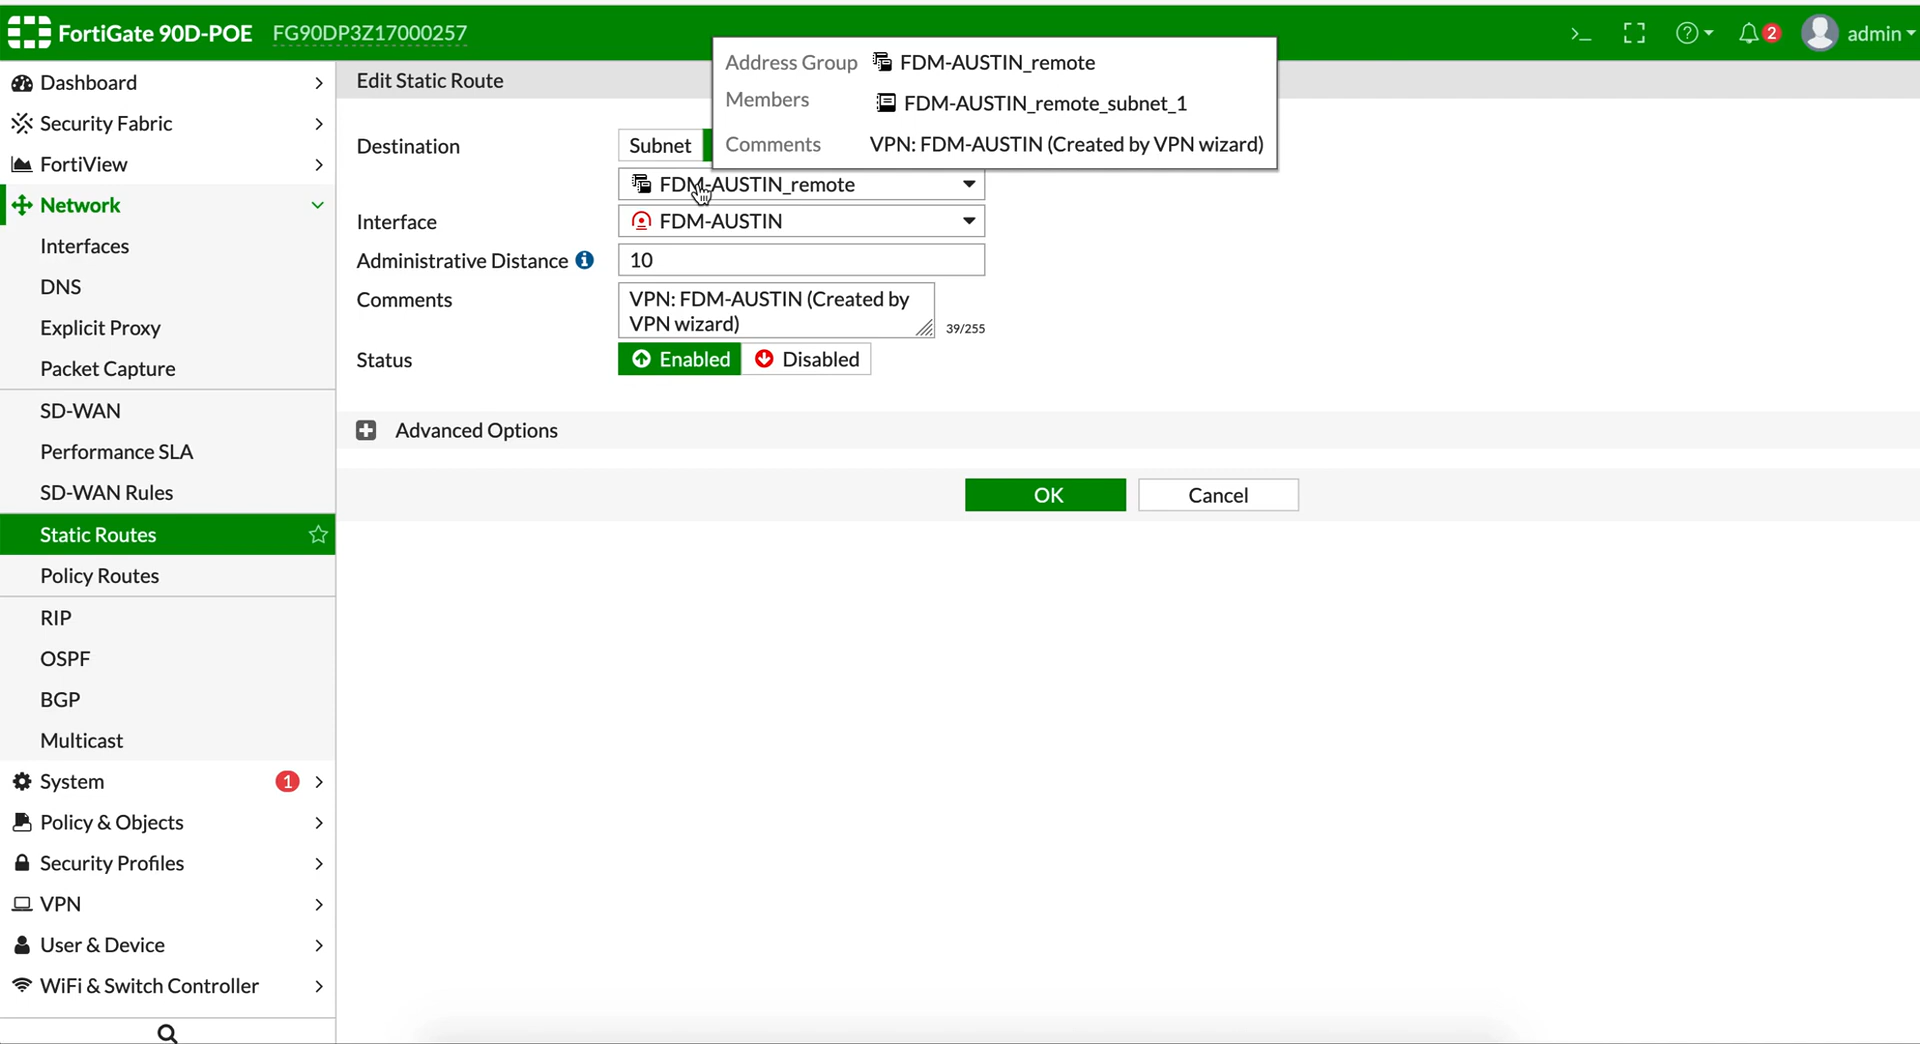 FortiGate 90D-POE FG90DP3Z17000257
admin
2
Dashboard
Security Fabric
FortiView
Network
Interfaces
DNS
Explicit Proxy
Packet Capture
SD-WAN
Performance SLA
SD-WAN Rules
Static Routes
Policy Routes
RIP
OSPF
BGP
Multicast
System 1
Policy & Objects
Security Profiles
VPN
User & Device
WiFi & Switch Controller
Edit Static Route
Address Group FDM-AUSTIN_remote
Members FDM-AUSTIN_remote_subnet_1
Comments VPN: FDM-AUSTIN (Created by VPN wizard)
Destination Subnet
FDM-AUSTIN_remote
Interface FDM-AUSTIN
Administrative Distance 10
Comments VPN: FDM-AUSTIN (Created by
VPN wizard) 39/255
Status Enabled Disabled
Advanced Options
OK Cancel